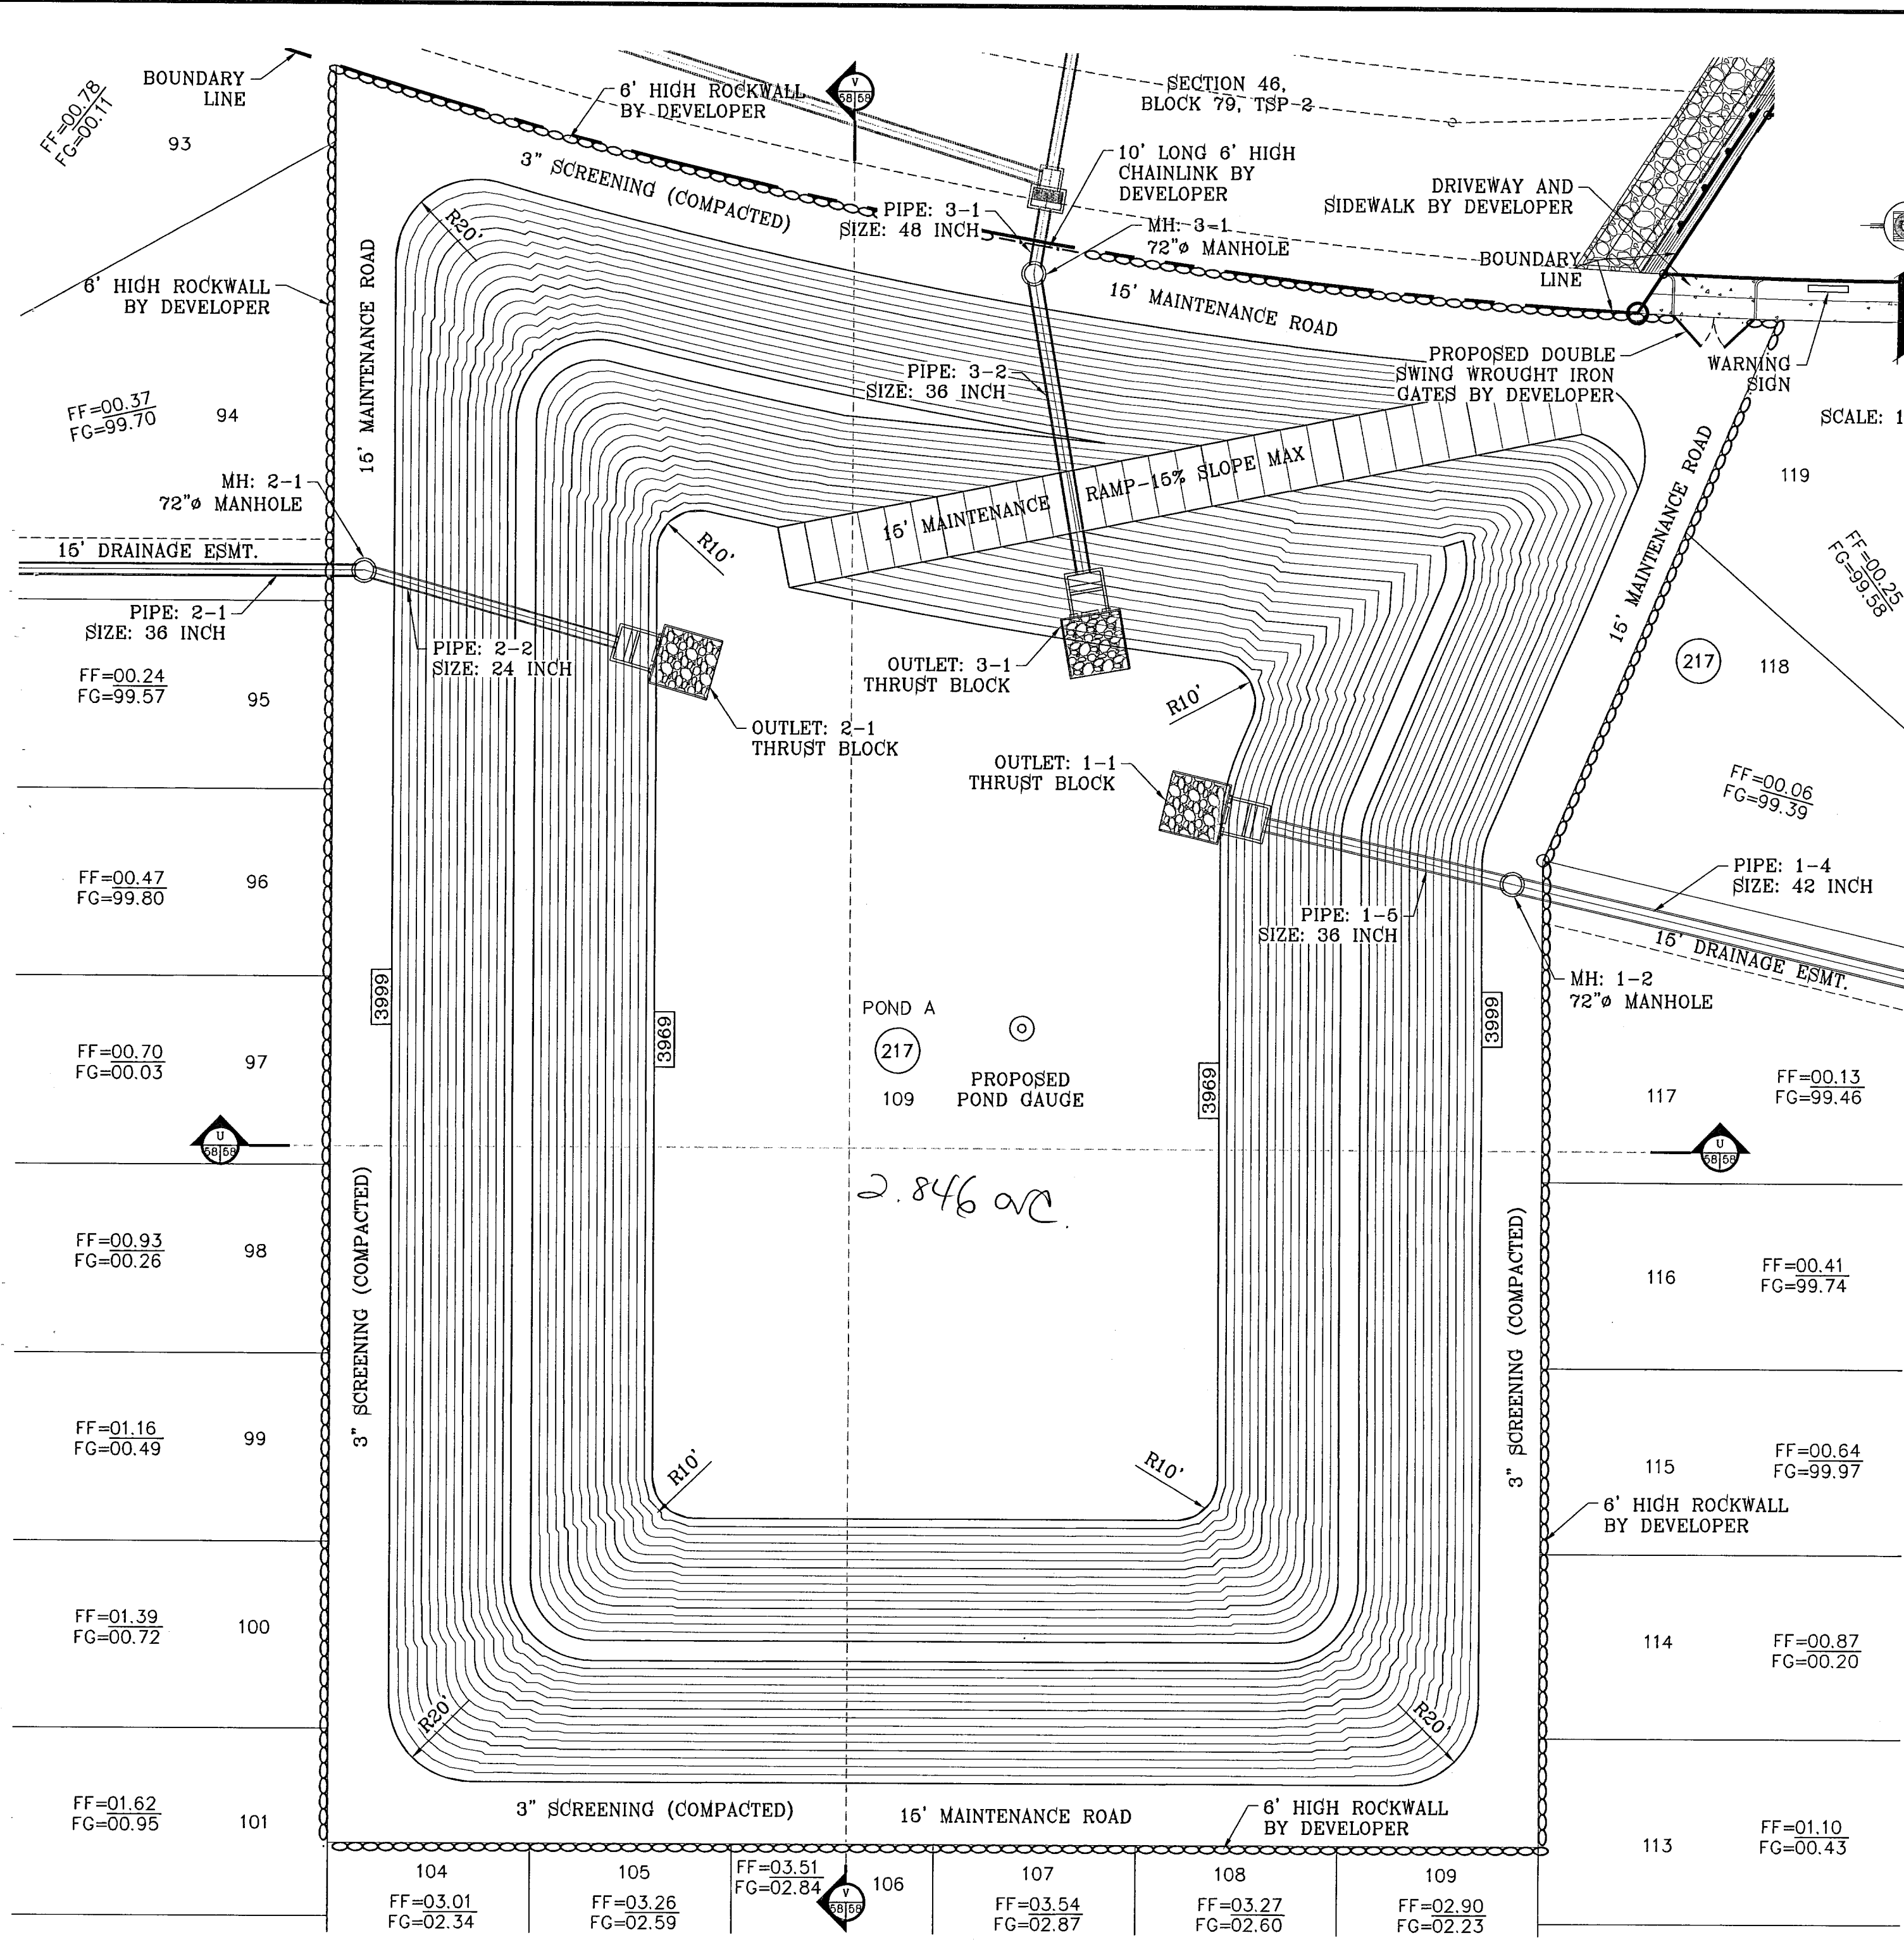 BOUNDARY
LINE
FF=00.78
FG=00.11
93
6' HIGH ROCKWALL
BY DEVELOPER
V
58 58
SECTION 46,
BLOCK 79, TSP-2
3" SCREENING (COMPACTED)
10' LONG 6' HIGH
CHAINLINK BY
DEVELOPER
DRIVEWAY AND
SIDEWALK BY DEVELOPER
PIPE: 3-1
SIZE: 48 INCH
MH: 3-1
72"ø MANHOLE
BOUNDARY
LINE
R20'
15' MAINTENANCE ROAD
6' HIGH ROCKWALL
BY DEVELOPER
15' MAINTENANCE ROAD
PROPOSED DOUBLE
SWING WROUGHT IRON
GATES BY DEVELOPER
WARNING
SIGN
PIPE: 3-2
SIZE: 36 INCH
SCALE: 1
FF=00.37
FG=99.70
94
15' MAINTENANCE RAMP-15% SLOPE MAX
15' MAINTENANCE ROAD
119
MH: 2-1
72"ø MANHOLE
15' DRAINAGE ESMT.
R10'
FF=00.25
FG=99.58
PIPE: 2-1
SIZE: 36 INCH
PIPE: 2-2
SIZE: 24 INCH
OUTLET: 3-1
THRUST BLOCK
R10'
217
118
FF=00.24
FG=99.57
95
OUTLET: 2-1
THRUST BLOCK
OUTLET: 1-1
THRUST BLOCK
FF=00.06
FG=99.39
FF=00.47
FG=99.80
96
PIPE: 1-4
SIZE: 42 INCH
PIPE: 1-5
SIZE: 36 INCH
15' DRAINAGE ESMT.
MH: 1-2
72"ø MANHOLE
3999
3969
POND A
217
109
PROPOSED
POND GAUGE
3969
3999
FF=00.70
FG=00.03
97
117
FF=00.13
FG=99.46
U
58 58
U
58 58
2.846 ac.
3" SCREENING (COMPACTED)
3" SCREENING (COMPACTED)
FF=00.93
FG=00.26
98
116
FF=00.41
FG=99.74
FF=01.16
FG=00.49
99
R10'
R10'
115
FF=00.64
FG=99.97
6' HIGH ROCKWALL
BY DEVELOPER
FF=01.39
FG=00.72
100
114
FF=00.87
FG=00.20
R20'
R20'
FF=01.62
FG=00.95
101
3" SCREENING (COMPACTED)
15' MAINTENANCE ROAD
6' HIGH ROCKWALL
BY DEVELOPER
113
FF=01.10
FG=00.43
104
FF=03.01
FG=02.34
105
FF=03.26
FG=02.59
FF=03.51
FG=02.84
V
58 58
106
107
FF=03.54
FG=02.87
108
FF=03.27
FG=02.60
109
FF=02.90
FG=02.23